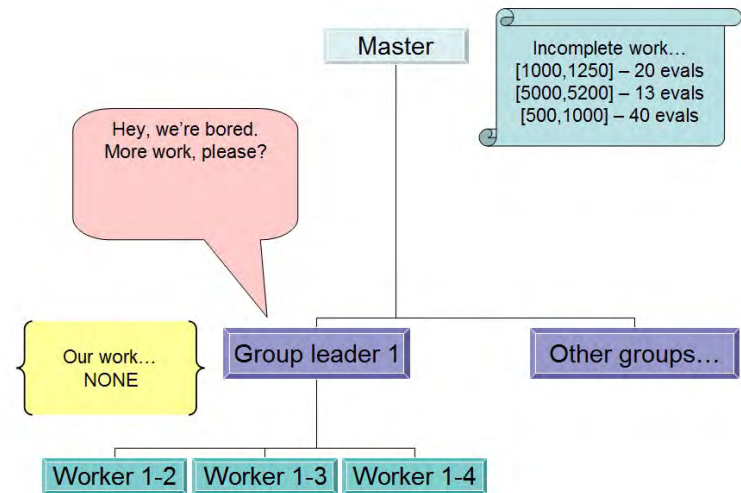 Master
Incomplete work…
[1000,1250] – 20 evals
[5000,5200] – 13 evals
[500,1000] – 40 evals
Hey, we're bored.
More work, please?
Our work…
NONE
Group leader 1
Other groups…
Worker 1-2
Worker 1-3
Worker 1-4